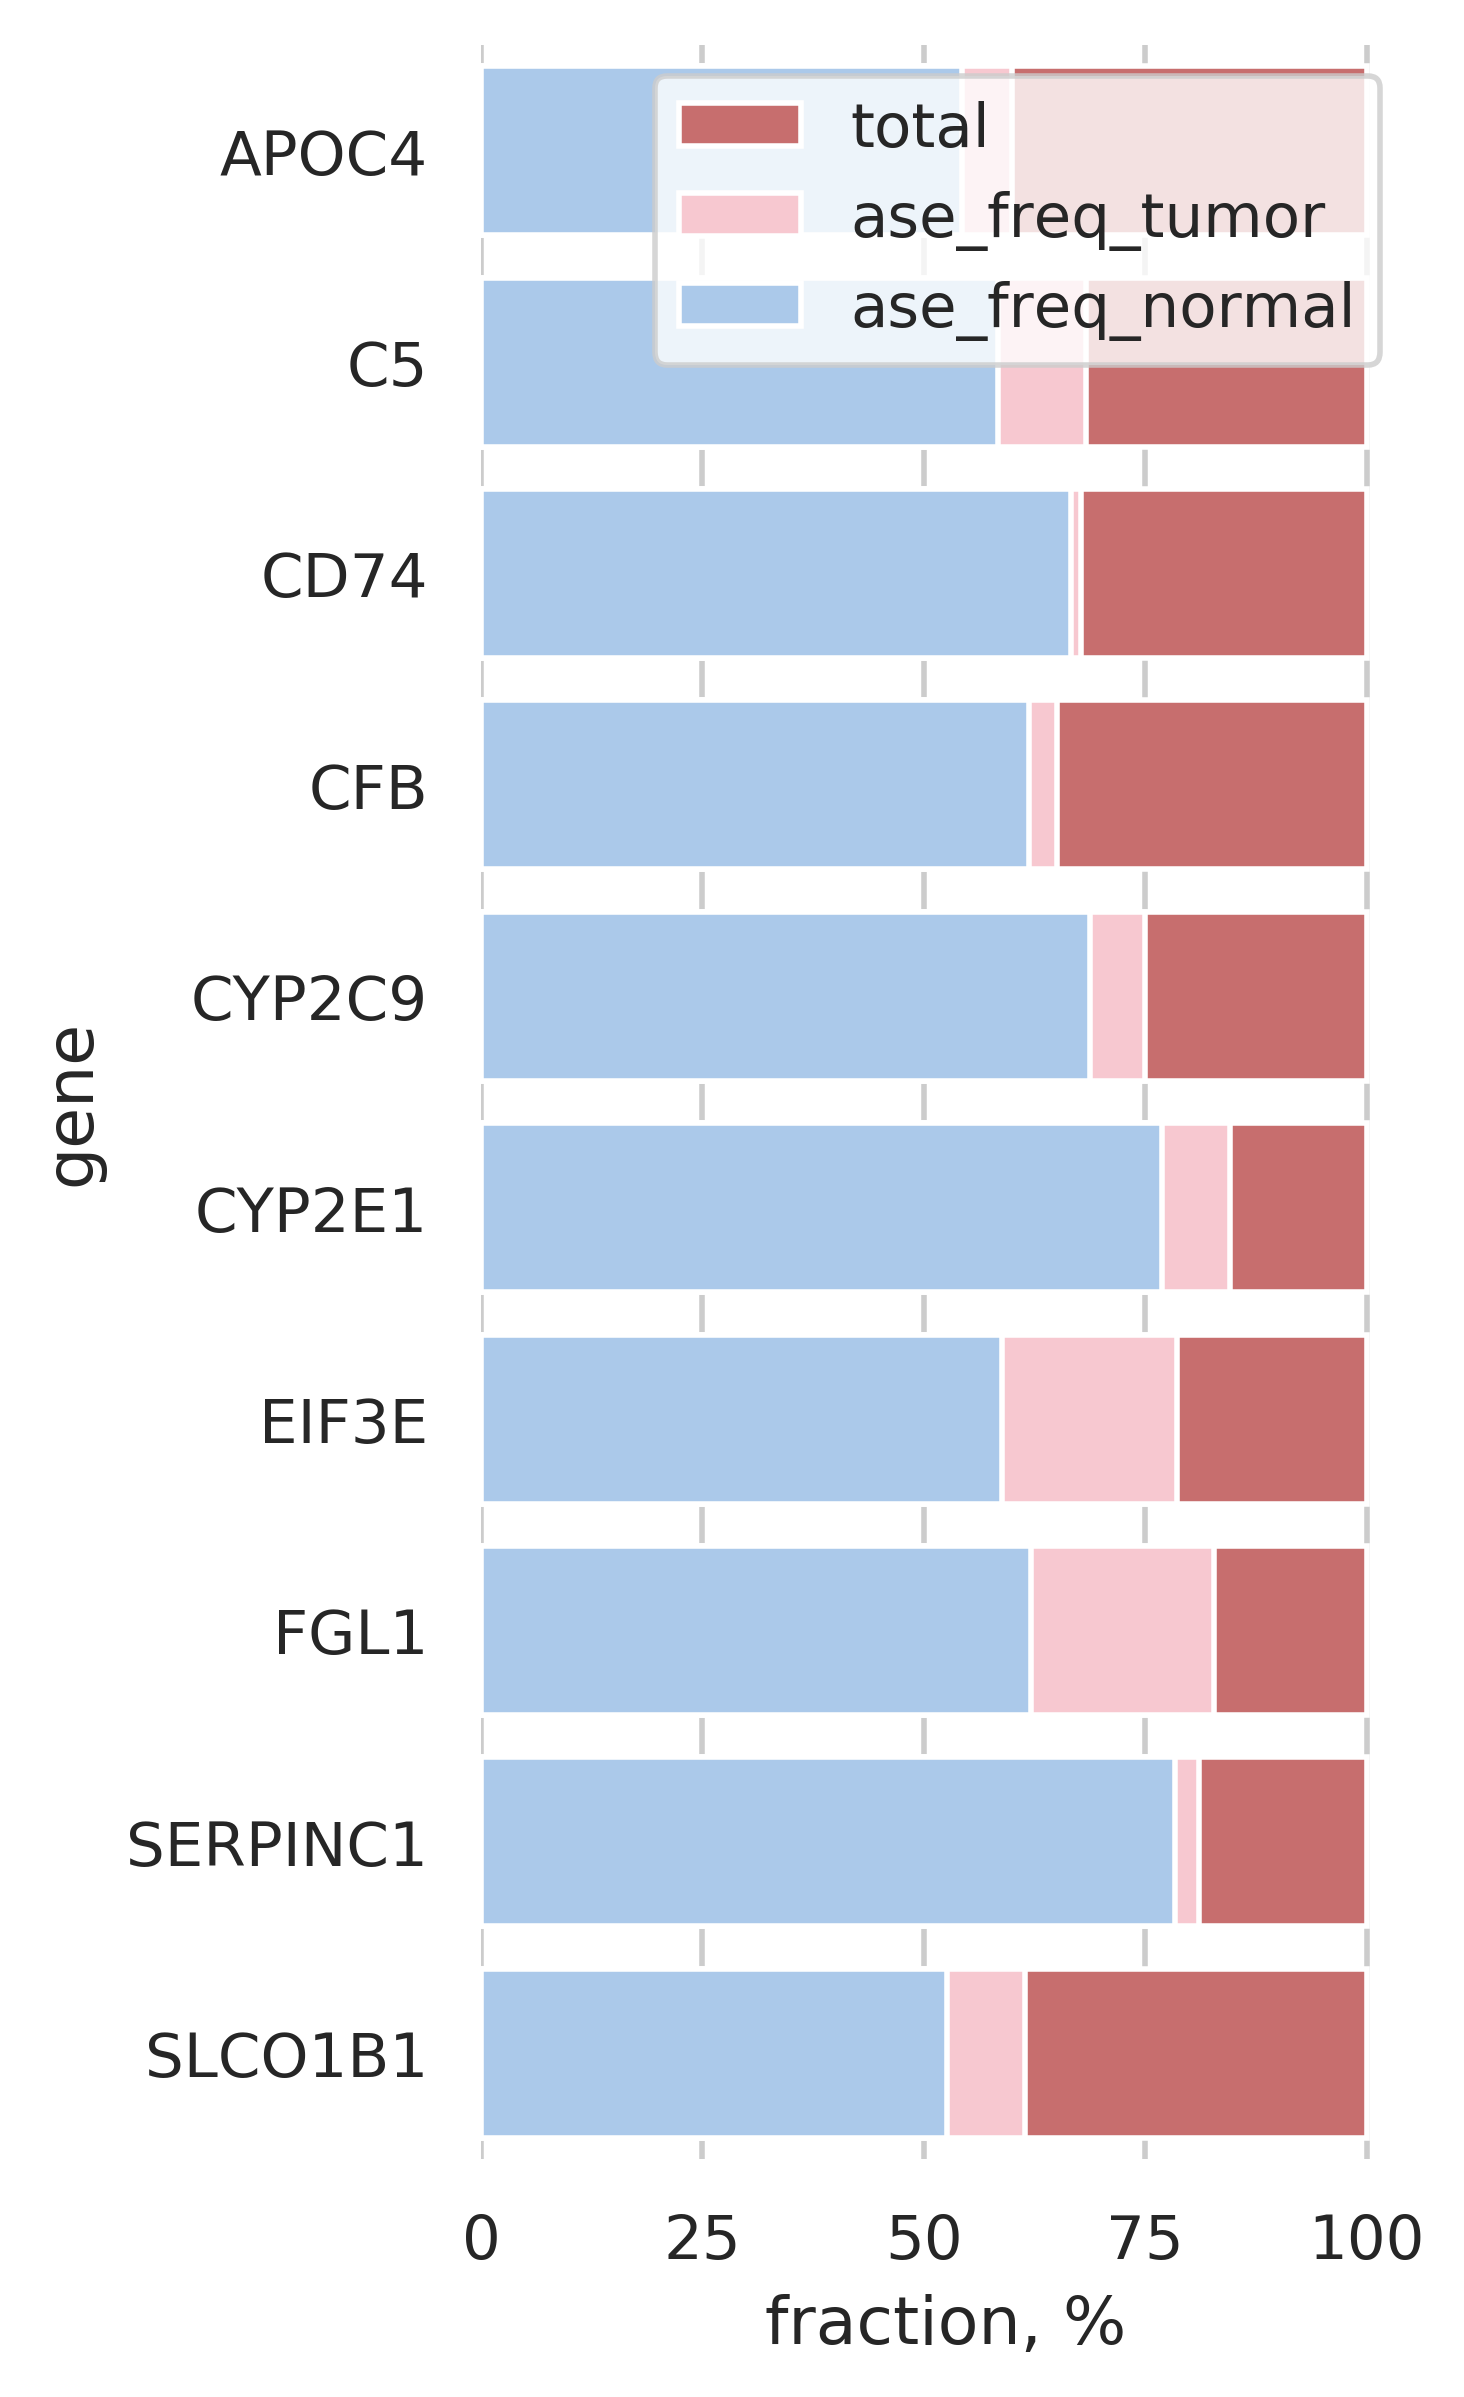 total
ase_freq_tumor
ase_freq_normal
APOC4
C5
CD74
CFB
CYP2C9
CYP2E1
EIF3E
FGL1
SERPINC1
SLCO1B1
gene
0 25 50 75 100
fraction, %